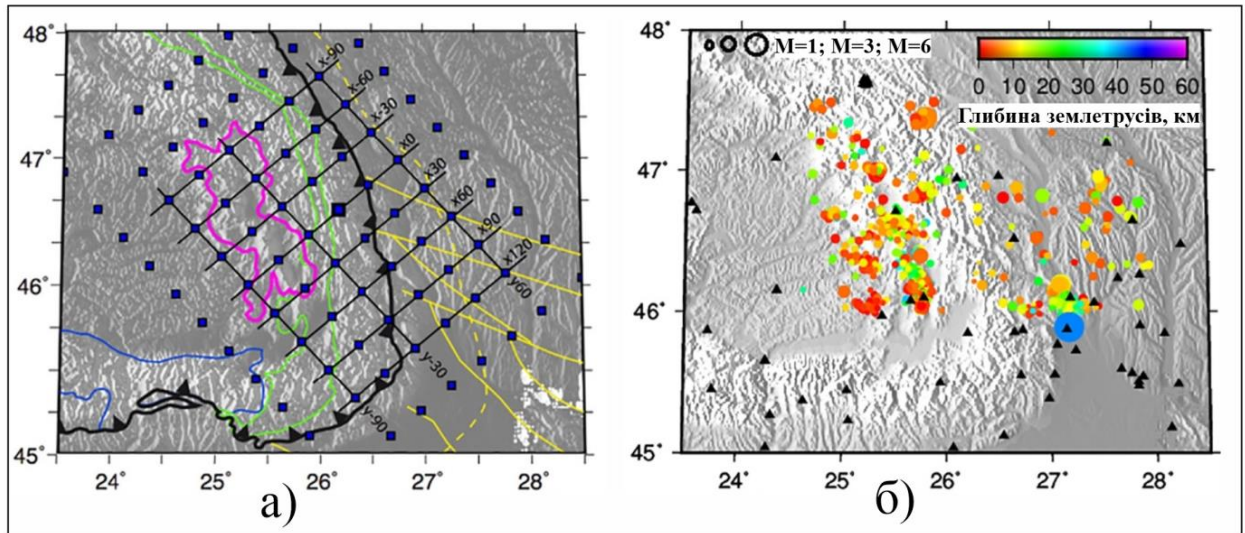 48°
47°
46°
45°
24° 25° 26° 27° 28°
x-90
x-60
x-30
x0
x30
x60
x90
x120
y60
y-30
y-90
а)
M=1; M=3; M=6
0 10 20 30 40 50 60
Глибина землетрусів, км
48°
47°
46°
45°
24° 25° 26° 27° 28°
б)